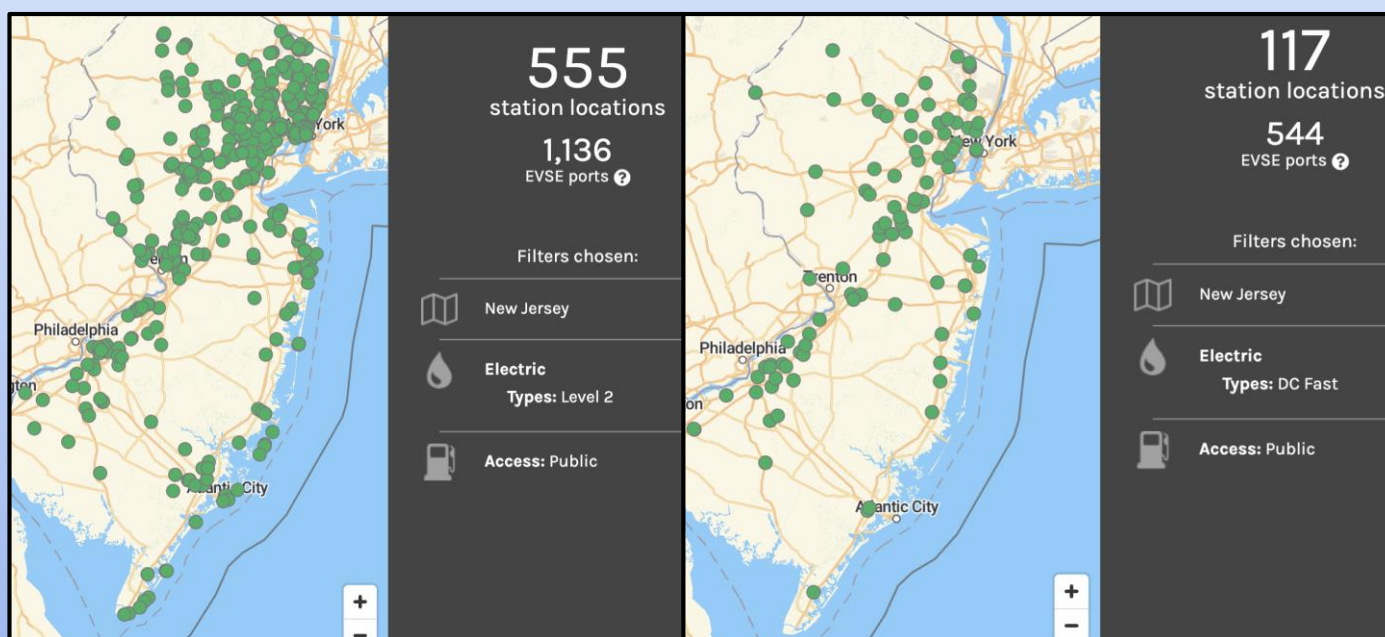 York
Trenton
Philadelphia
Atlantic City
+
−
555
station locations
1,136
EVSE ports ?
Filters chosen:
New Jersey
Electric
Types: Level 2
Access: Public
New York
Trenton
Philadelphia
on
Atlantic City
+
−
117
station locations
544
EVSE ports ?
Filters chosen:
New Jersey
Electric
Types: DC Fast
Access: Public